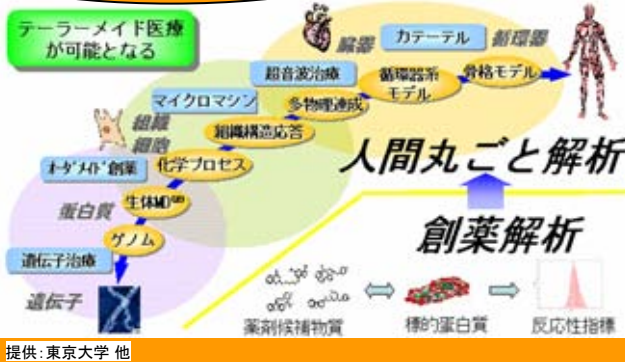 テーラーメイド医療
が可能となる
臓器
カテーテル
循環器
超音波治療
循環器系
モデル
骨格モデル
マイクロマシン
多物理連成
組織
細胞
組織構造応答
オーダメイド創薬
化学プロセス
人間丸ごと解析
蛋白質
生体MD
ゲノム
創薬解析
遺伝子治療
遺伝子
薬剤候補物質
標的蛋白質
反応性指標
提供:東京大学 他